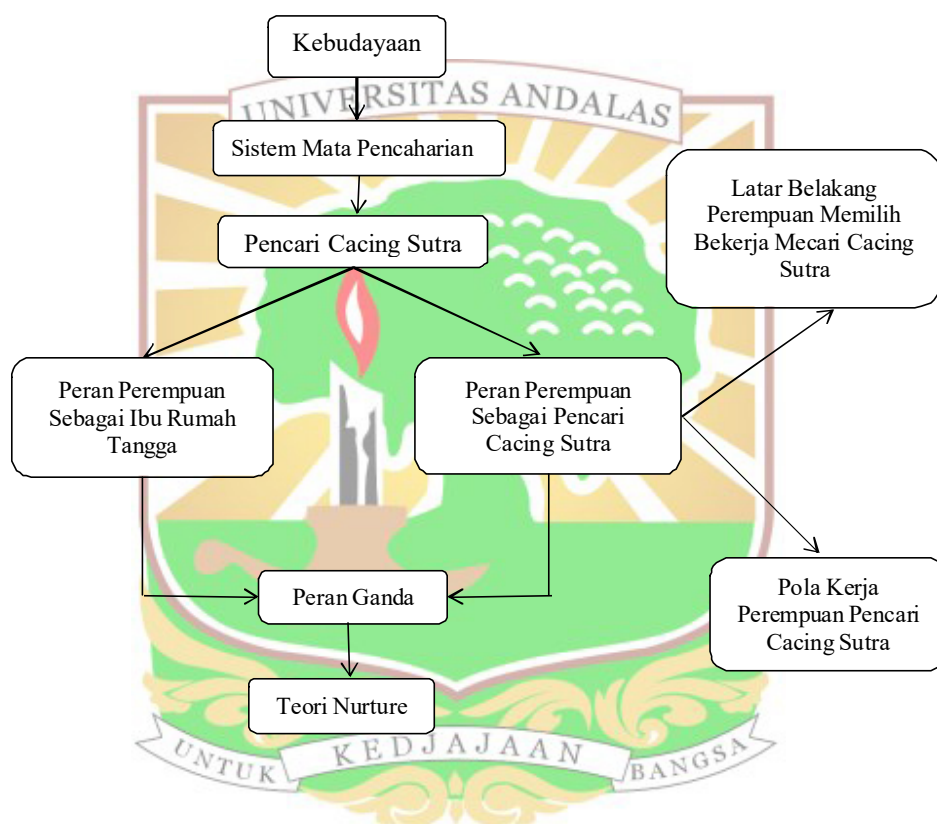 Kebudayaan
UNIVERSITAS ANDALAS
Sistem Mata Pencaharian
Latar Belakang
Perempuan Memilih
Bekerja Mecari Cacing
Sutra
Pencari Cacing Sutra
Peran Perempuan
Sebagai Ibu Rumah
Tangga
Peran Perempuan
Sebagai Pencari
Cacing Sutra
Peran Ganda
Pola Kerja
Perempuan Pencari
Cacing Sutra
Teori Nurture
UNTUK KEDJAJAAN BANGSA